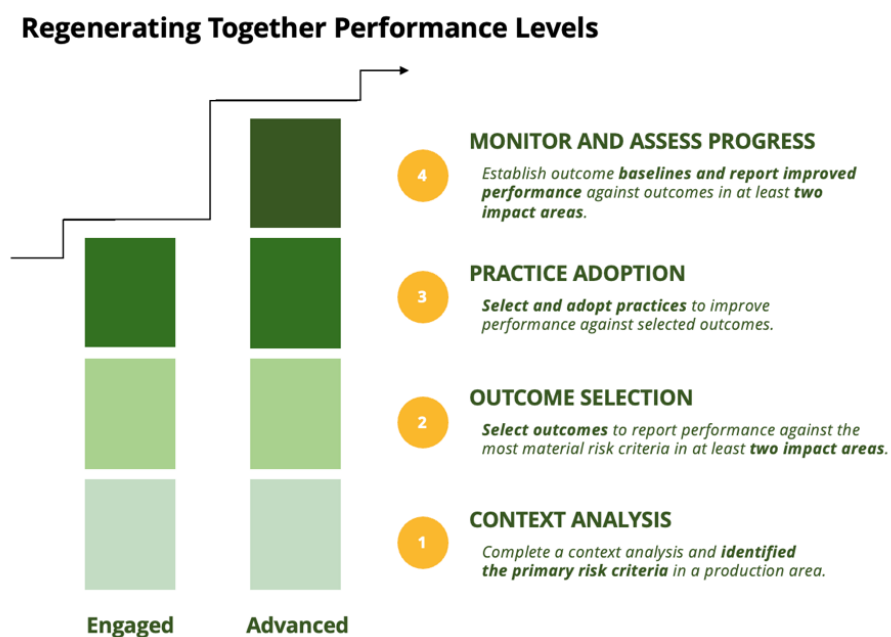 Regenerating Together Performance Levels
4
MONITOR AND ASSESS PROGRESS
Establish outcome baselines and report improved
performance against outcomes in at least two
impact areas.
3
PRACTICE ADOPTION
Select and adopt practices to improve
performance against selected outcomes.
2
OUTCOME SELECTION
Select outcomes to report performance against the
most material risk criteria in at least two impact areas.
1
CONTEXT ANALYSIS
Complete a context analysis and identified
the primary risk criteria in a production area.
Engaged
Advanced